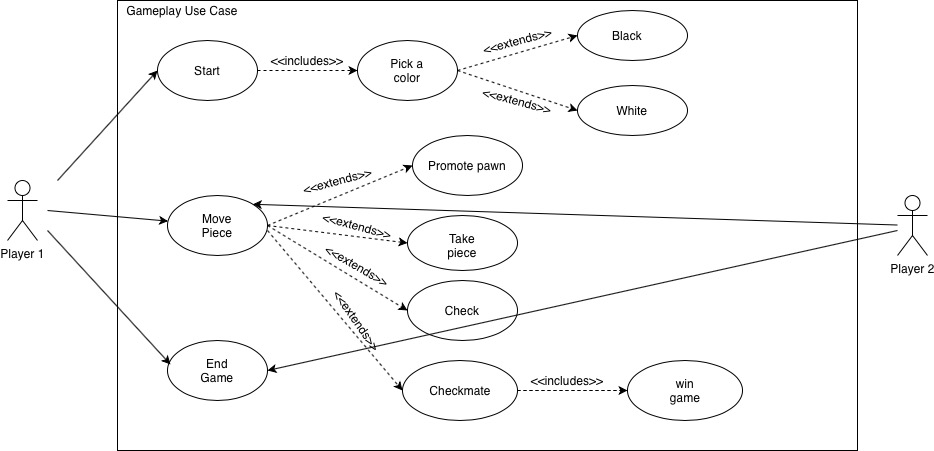 Gameplay Use Case
Start
<<includes>>
Pick a
color
<<extends>>
Black
<<extends>>
White
Player 1
Move
Piece
<<extends>>
Promote pawn
<<extends>>
Take
piece
<<extends>>
Check
<<extends>>
Checkmate
<<includes>>
win
game
End
Game
Player 2